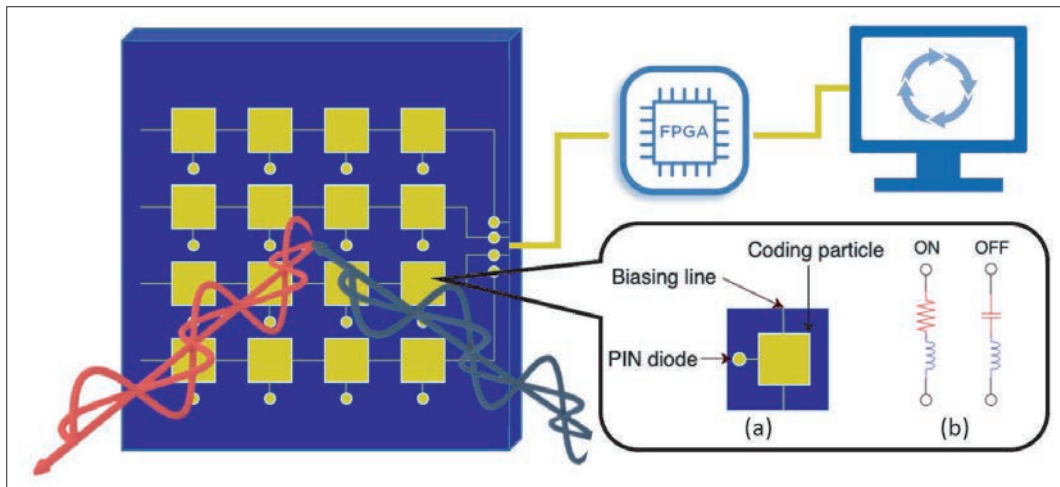 FPGA
Coding particle
ON
OFF
Biasing line
PIN diode
(a)
(b)